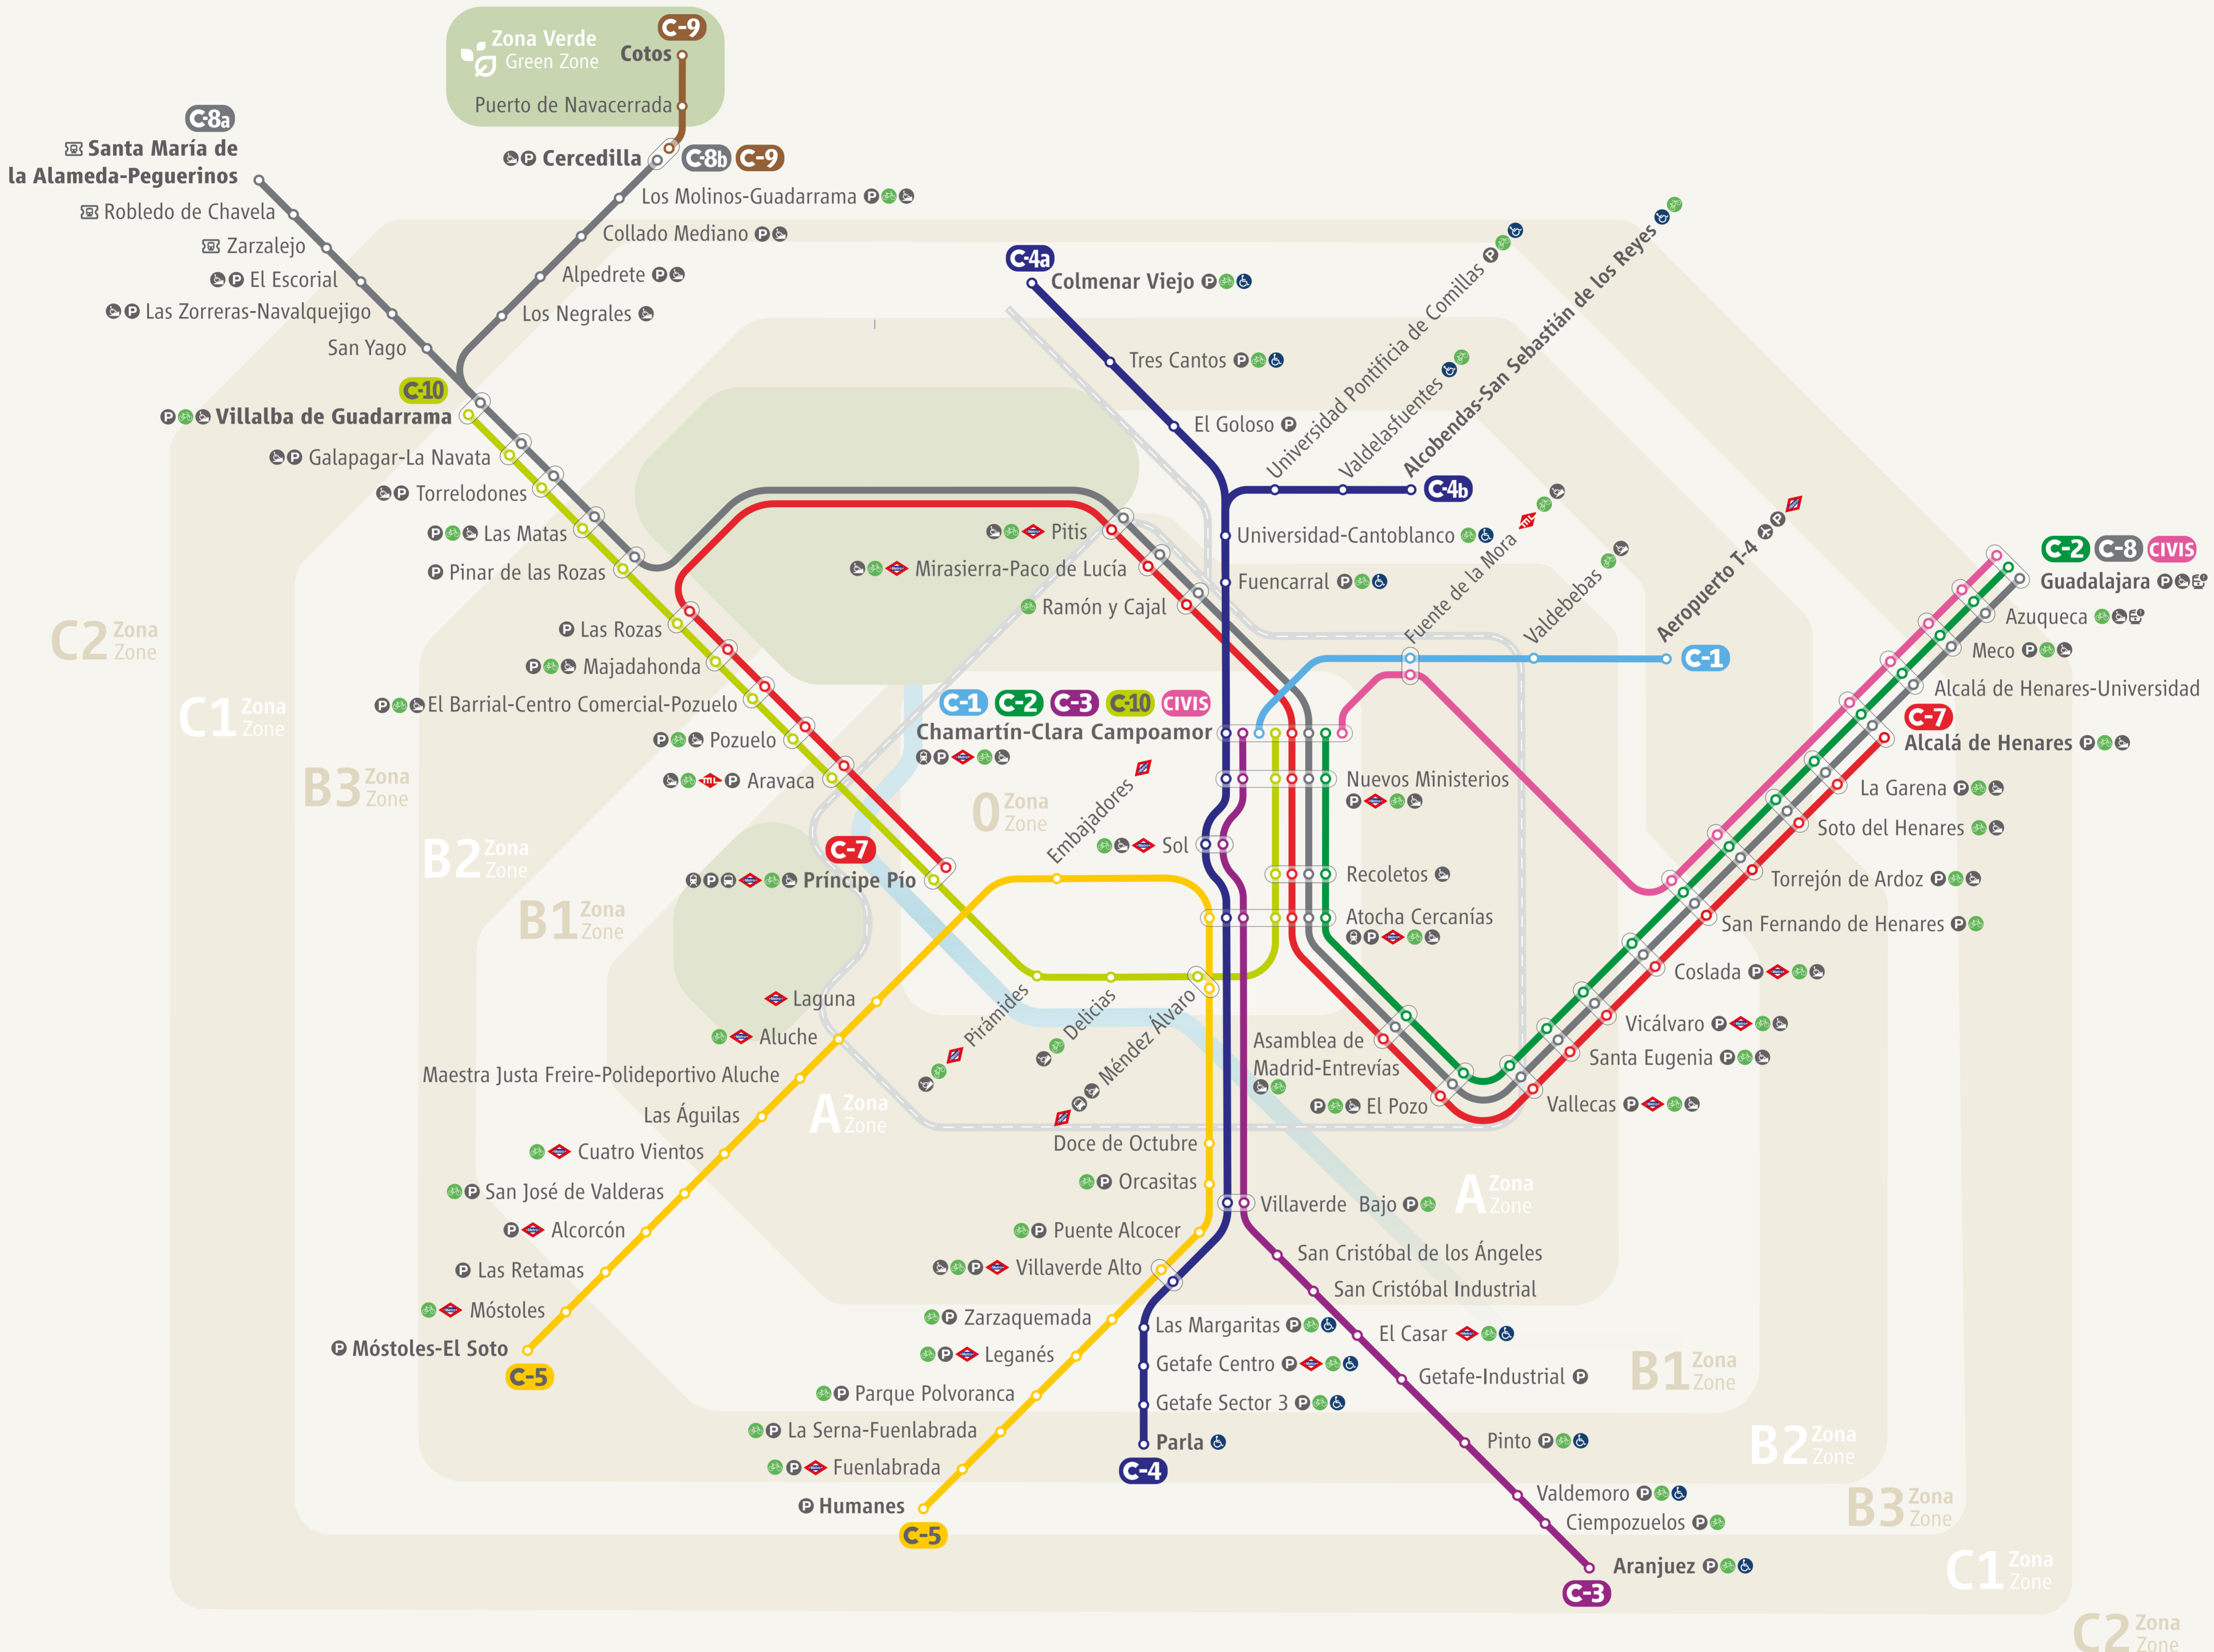 C-9
Zona Verde
Green Zone
Cotos
Puerto de Navacerrada
Cercedilla
C-8b
C-9
Los Molinos-Guadarrama
Collado Mediano
Alpedrete
Los Negrales
C-8a
Santa María de
la Alameda-Peguerinos
Robledo de Chavela
Zarzalejo
El Escorial
Las Zorreras-Navalquejigo
San Yago
C-10
Villalba de Guadarrama
Galapagar-La Navata
Torrelodones
Las Matas
Pinar de las Rozas
Las Rozas
Majadahonda
El Barrial-Centro Comercial-Pozuelo
Pozuelo
Aravaca
C-7
Príncipe Pío
Pitis
Mirasierra-Paco de Lucía
Ramón y Cajal
C-4a
Colmenar Viejo
Tres Cantos
El Goloso
Universidad Pontificia de Comillas
Valdelasfuentes
Alcobendas-San Sebastián de los Reyes
C-4b
Universidad-Cantoblanco
Fuencarral
Fuente de la Mora
Valdebebas
Aeropuerto T-4
C-1
C-1
C-2
C-3
C-10
CIVIS
Chamartín-Clara Campoamor
Nuevos Ministerios
Embajadores
Sol
Recoletos
Atocha Cercanías
C-2
C-8
CIVIS
Guadalajara
Azuqueca
Meco
Alcalá de Henares-Universidad
C-7
Alcalá de Henares
La Garena
Soto del Henares
Torrejón de Ardoz
San Fernando de Henares
Coslada
Vicálvaro
Santa Eugenia
Vallecas
El Pozo
Asamblea de
Madrid-Entrevías
Pirámides
Delicias
Méndez Álvaro
Laguna
Aluche
Maestra Justa Freire-Polideportivo Aluche
Las Águilas
Cuatro Vientos
San José de Valderas
Alcorcón
Las Retamas
Móstoles
Móstoles-El Soto
C-5
Doce de Octubre
Orcasitas
Puente Alcocer
Villaverde Alto
Zarzaquemada
Leganés
Parque Polvoranca
La Serna-Fuenlabrada
Fuenlabrada
Humanes
C-5
Villaverde Bajo
Las Margaritas
Getafe Centro
Getafe Sector 3
Parla
C-4
San Cristóbal de los Ángeles
San Cristóbal Industrial
El Casar
Getafe-Industrial
Pinto
Valdemoro
Ciempozuelos
Aranjuez
C-3
C2 Zona
Zone
C1 Zona
Zone
B3 Zona
Zone
B2 Zona
Zone
B1 Zona
Zone
0 Zona
Zone
A Zona
Zone
A Zona
Zone
B1 Zona
Zone
B2 Zona
Zone
B3 Zona
Zone
C1 Zona
Zone
C2 Zona
Zone